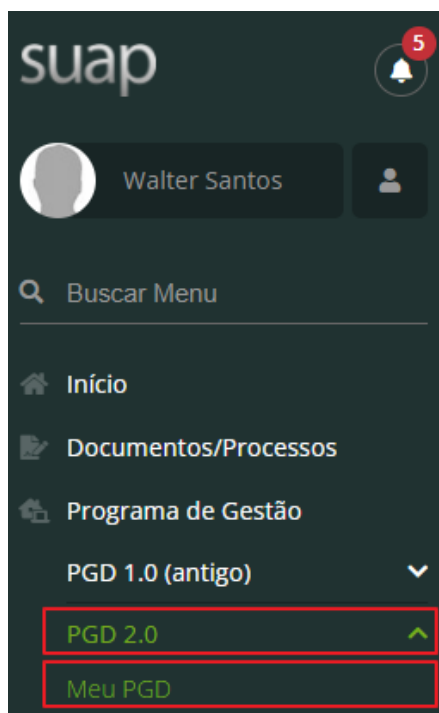 suap
5
Walter Santos
Buscar Menu
Início
Documentos/Processos
Programa de Gestão
PGD 1.0 (antigo)
PGD 2.0
Meu PGD